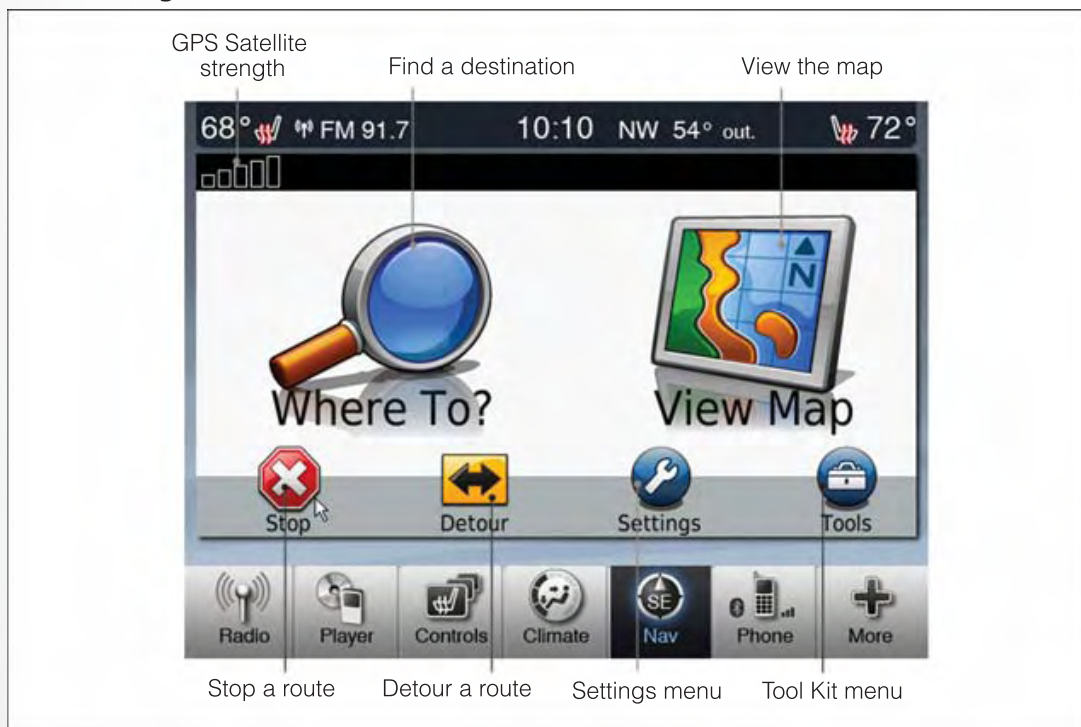 GPS Satellite
strength
Find a destination
View the map
68° FM 91.7 10:10 NW 54° out. 72°
N
Where To? View Map
Stop Detour Settings Tools
SE
Radio Player Controls Climate Nav Phone More
Stop a route Detour a route Settings menu Tool Kit menu